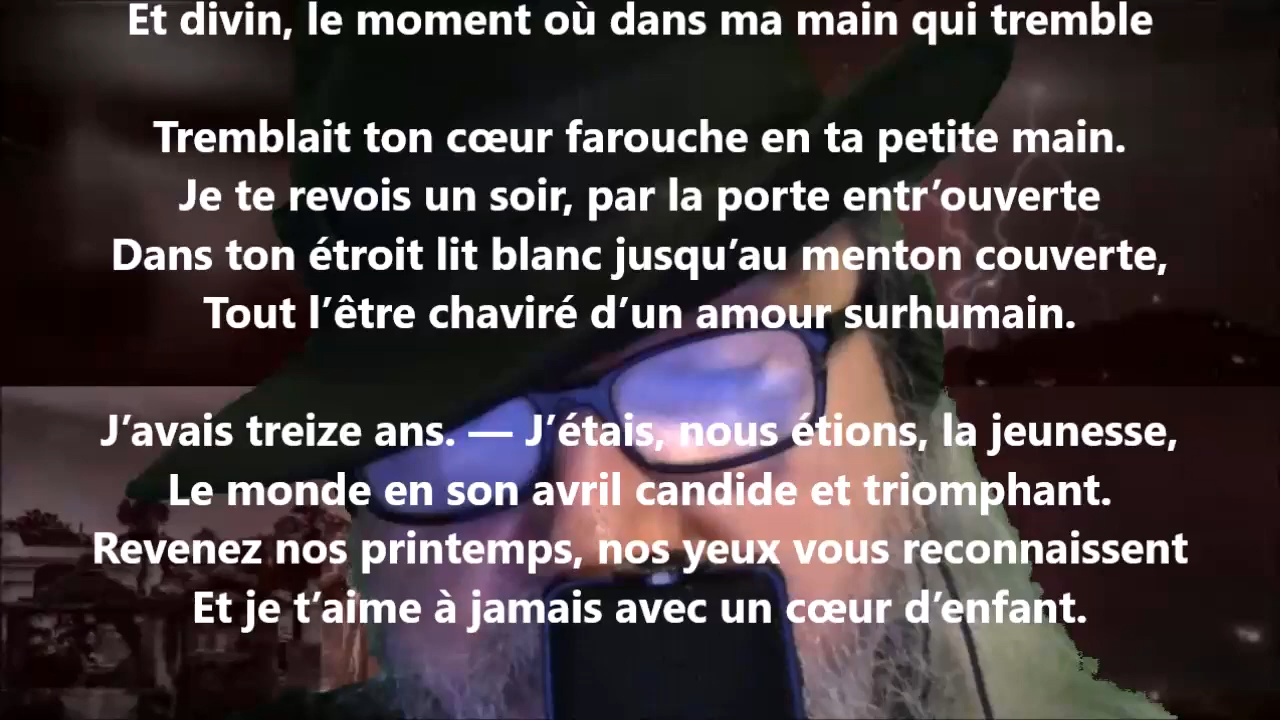 Et divin, le moment où dans ma main qui tremble
Tremblait ton cœur farouche en ta petite main.
Je te revois un soir, par la porte entr’ouverte
Dans ton étroit lit blanc jusqu’au menton couverte,
Tout l’être chaviré d’un amour surhumain.
J’avais treize ans. — J’étais, nous étions, la jeunesse,
Le monde en son avril candide et triomphant.
Revenez nos printemps, nos yeux vous reconnaissent
Et je t’aime à jamais avec un cœur d’enfant.